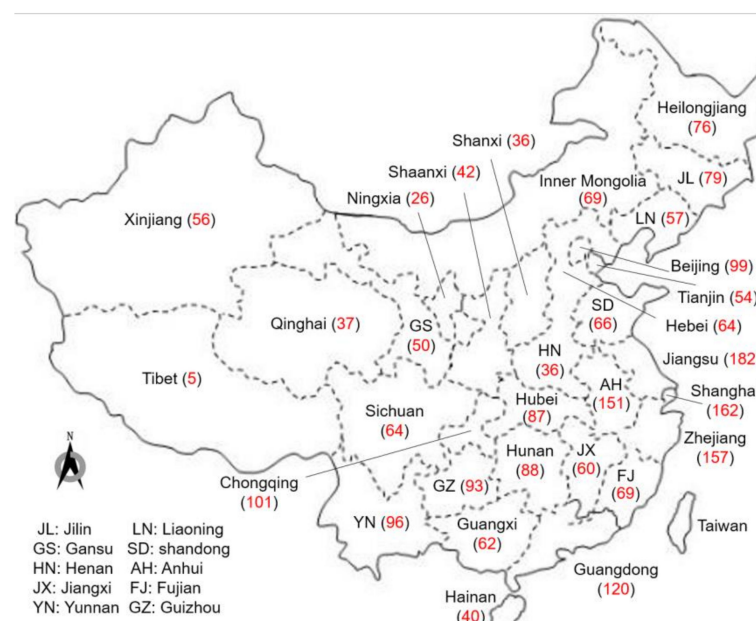 Heilongjiang
(76)
Shanxi (36)
Shaanxi (42)
Ningxia (26)
Inner Mongolia
(69)
JL (79)
LN (57)
Xinjiang (56)
Beijing (99)
Tianjin (54)
Hebei (64)
Qinghai (37)
GS
(50)
SD
(66)
Jiangsu (182
HN
(36)
Tibet (5)
AH
(151)
Shangha
(162)
Sichuan
(64)
Hubei
(87)
Zhejiang
(157)
Hunan
(88)
JX
(60)
FJ
(69)
N
Chongqing
(101)
GZ (93)
YN (96)
Guangxi
(62)
Taiwan
Guangdong
(120)
Hainan
(40)
JL: Jilin LN: Liaoning
GS: Gansu SD: shandong
HN: Henan AH: Anhui
JX: Jiangxi FJ: Fujian
YN: Yunnan GZ: Guizhou